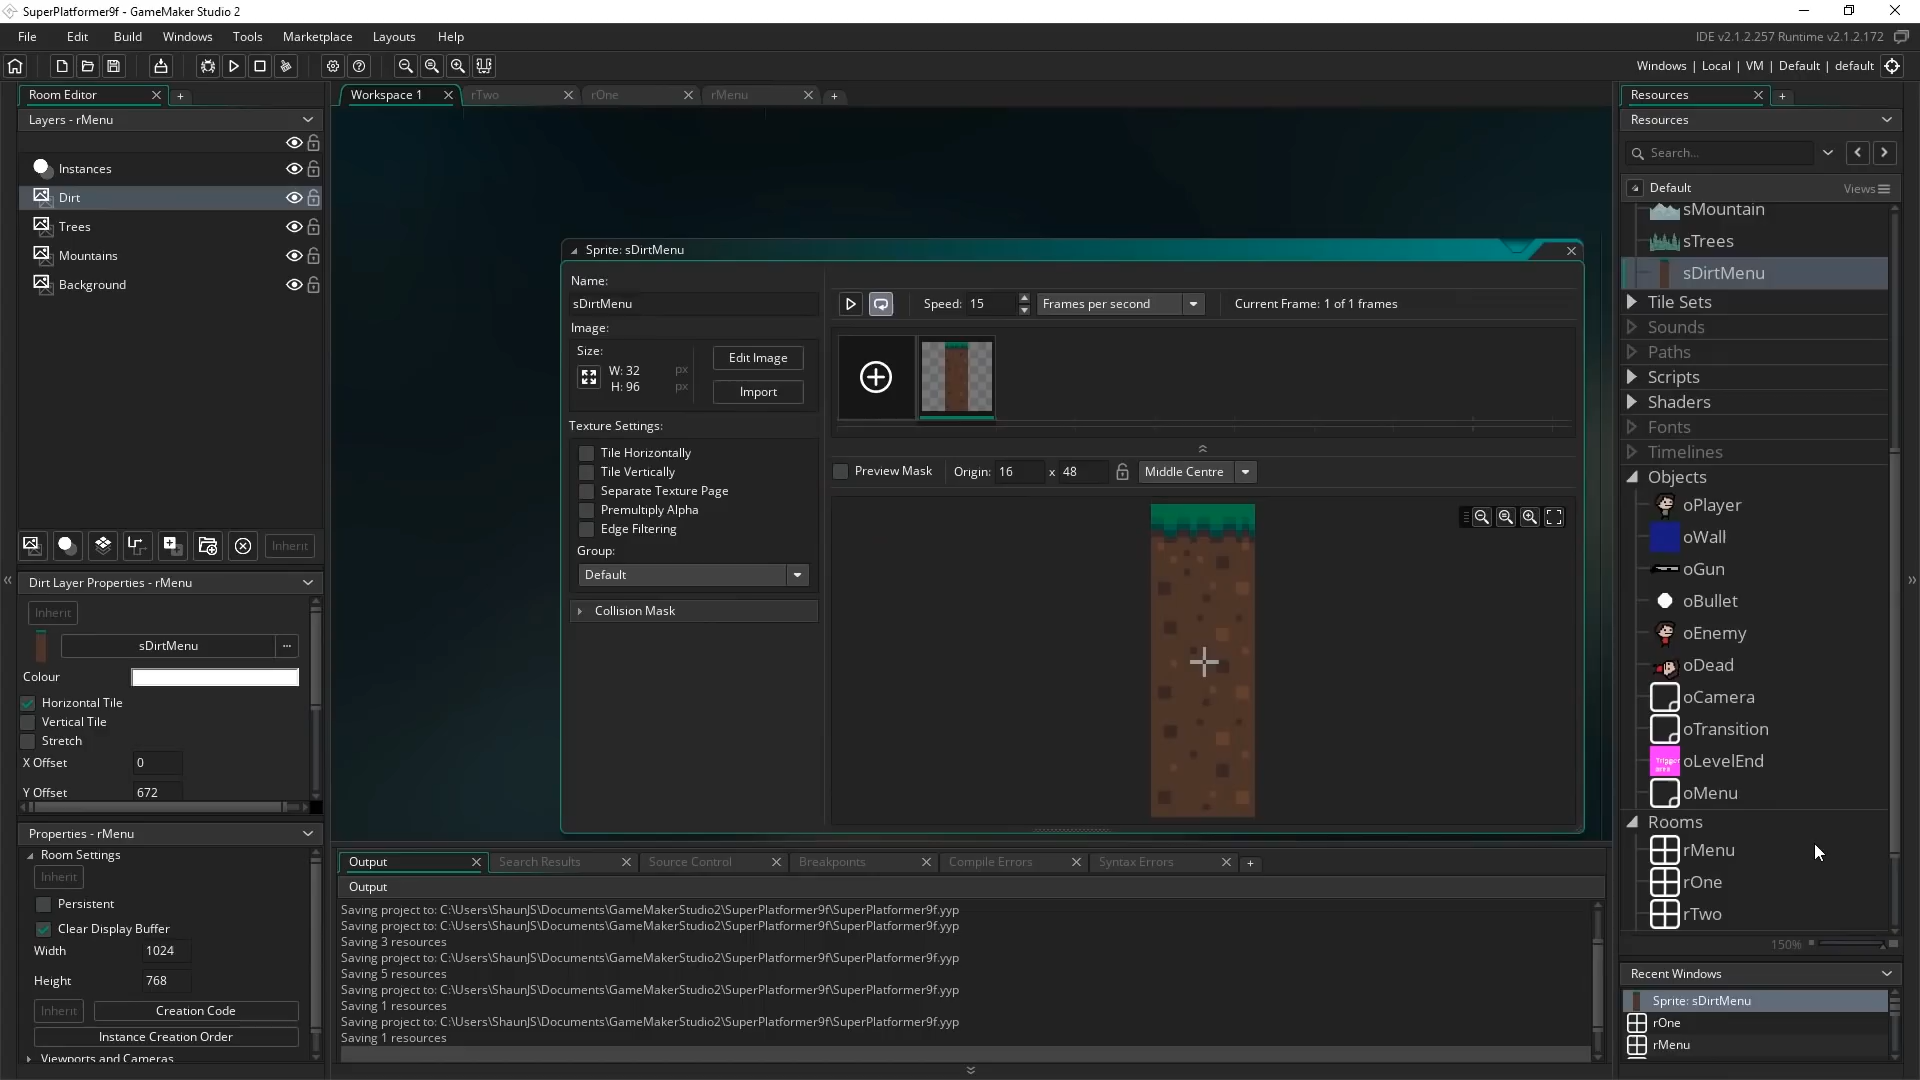 SuperPlatformer9f - GameMaker Studio 2
File Edit Build Windows Tools Marketplace Layouts Help
IDE v2.1.2.257 Runtime v2.1.2.172
Windows | Local | VM | Default | default
Room Editor
Workspace 1
rTwo
rOne
rMenu
Resources
Layers - rMenu
Resources
Search...
Instances
Dirt
Trees
Mountains
Background
Default
Views
sMountain
sTrees
sDirtMenu
Tile Sets
Sounds
Paths
Scripts
Shaders
Fonts
Timelines
Objects
oPlayer
oWall
oGun
oBullet
oEnemy
oDead
oCamera
oTransition
oLevelEnd
oMenu
Rooms
rMenu
rOne
rTwo
150%
Recent Windows
Sprite: sDirtMenu
rOne
rMenu
Sprite: sDirtMenu
Name:
sDirtMenu
Image:
Size:
W: 32 px
H: 96 px
Edit Image
Import
Texture Settings:
Tile Horizontally
Tile Vertically
Separate Texture Page
Premultiply Alpha
Edge Filtering
Group:
Default
Collision Mask
Speed: 15
Frames per second
Current Frame: 1 of 1 frames
Preview Mask
Origin: 16 x 48
Middle Centre
Inherit
Dirt Layer Properties - rMenu
Inherit
sDirtMenu
...
Colour
Horizontal Tile
Vertical Tile
Stretch
X Offset 0
Y Offset 672
Properties - rMenu
Room Settings
Inherit
Persistent
Clear Display Buffer
Width 1024
Height 768
Inherit
Creation Code
Instance Creation Order
Viewports and Cameras
Output
Search Results
Source Control
Breakpoints
Compile Errors
Syntax Errors
Output
Saving project to: C:\Users\ShaunJS\Documents\GameMakerStudio2\SuperPlatformer9f\SuperPlatformer9f.yyp
Saving project to: C:\Users\ShaunJS\Documents\GameMakerStudio2\SuperPlatformer9f\SuperPlatformer9f.yyp
Saving 3 resources
Saving project to: C:\Users\ShaunJS\Documents\GameMakerStudio2\SuperPlatformer9f\SuperPlatformer9f.yyp
Saving 5 resources
Saving project to: C:\Users\ShaunJS\Documents\GameMakerStudio2\SuperPlatformer9f\SuperPlatformer9f.yyp
Saving 1 resources
Saving project to: C:\Users\ShaunJS\Documents\GameMakerStudio2\SuperPlatformer9f\SuperPlatformer9f.yyp
Saving 1 resources